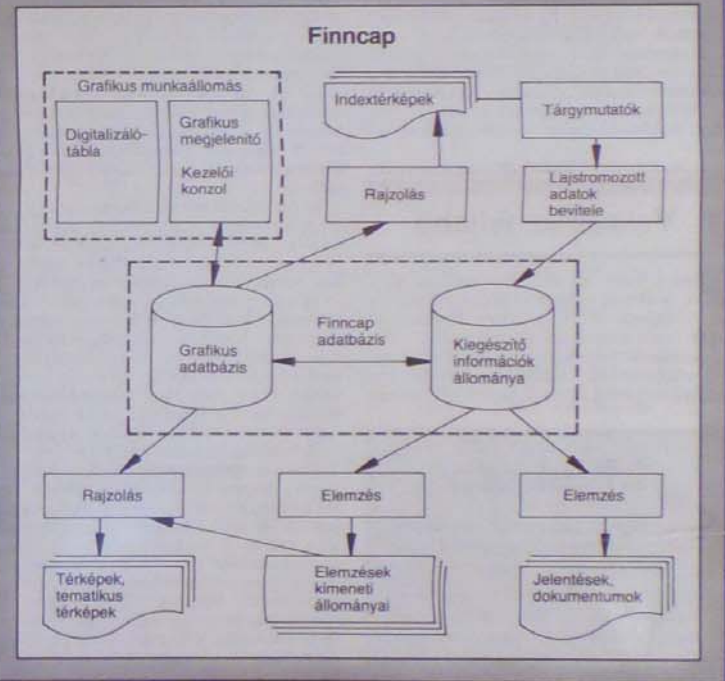 Finncap
Grafikus munkaállomás
Digitalizáló-
tábla
Grafikus
megjelenítő
Kezelői
konzol
Indextérképek
Tárgymutatók
Rajzolás
Lajstromozott
adatok
bevitele
Grafikus
adatbázis
Finncap
adatbázis
Kiegészítő
információk
állománya
Rajzolás
Elemzés
Elemzés
Térképek,
tematikus
térképek
Elemzések
kimeneti
állományai
Jelentések,
dokumentumok